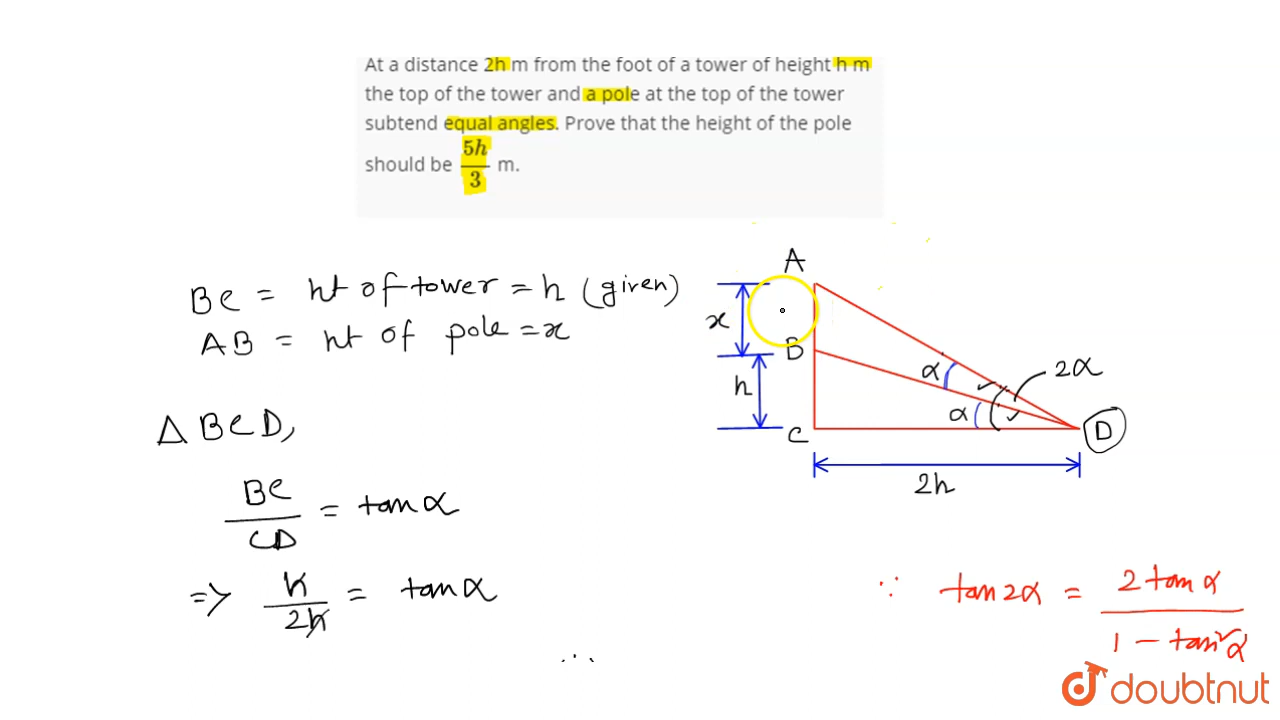 At a distance 2h m from the foot of a tower of height h m
the top of the tower and a pole at the top of the tower
subtend equal angles. Prove that the height of the pole
should be 5h/3 m.
BC = ht of tower = h (given)
AB = ht of pole = x
Δ BCD,
BC/CD = tan α
=> h/2h = tan α
A
x
B
h
C
α
α
2α
D
2h
∵ tan2α = 2 tan α / 1 - tan²α
doubtnut